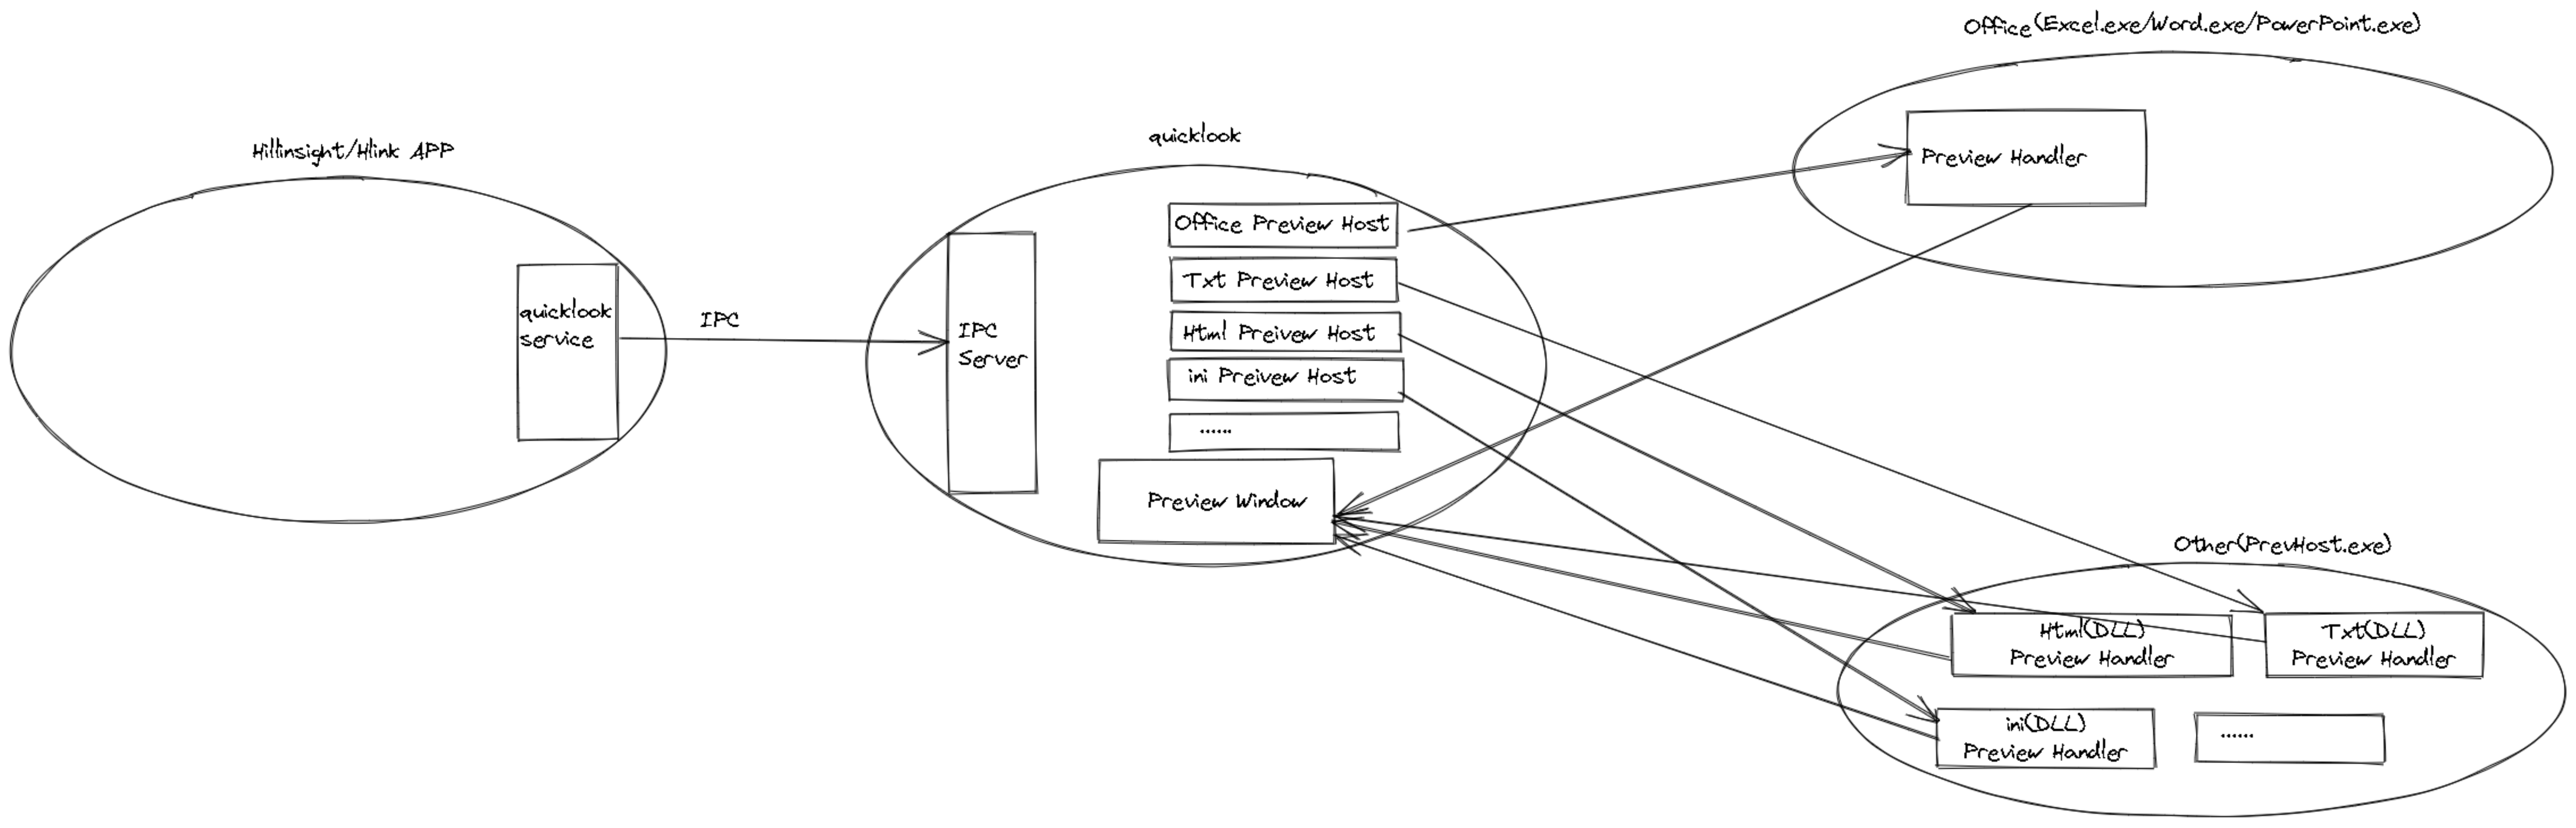 Hillinsight/Hlink APP
quicklook
service
IPC
quicklook
IPC
Server
Office Preview Host
Txt Preview Host
Html Preivew Host
ini Preivew Host
......
Preview Window
Office(Excel.exe/Word.exe/PowerPoint.exe)
Preview Handler
Other(PrevHost.exe)
Html(DLL)
Preview Handler
Txt(DLL)
Preview Handler
ini(DLL)
Preview Handler
......